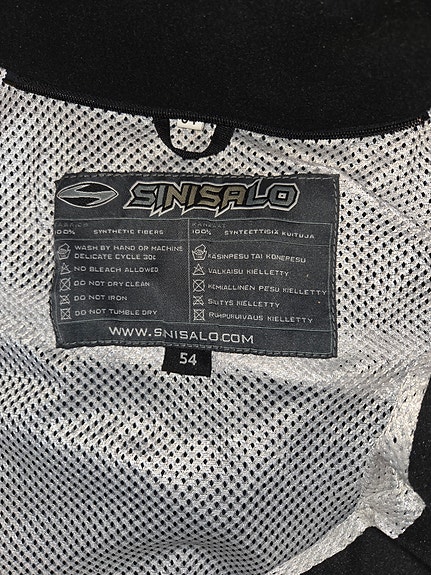 SINISALO
FABRICS
100% SYNTHETIC FIBERS
WASH BY HAND OR MACHINE
DELICATE CYCLE 30C
NO BLEACH ALLOWED
DO NOT DRY CLEAN
DO NOT IRON
DO NOT TUMBLE DRY
KANGAS
100% SYNTEETTISIÄ KUITUJA
KÄSINPESU TAI KONEPESU
VALKAISU KIELLETTY
KEMIALLINEN PESU KIELLETTY
SILITYS KIELLETTY
RUMPUKUIVAUS KIELLETTY
WWW.SINISALO.COM
54